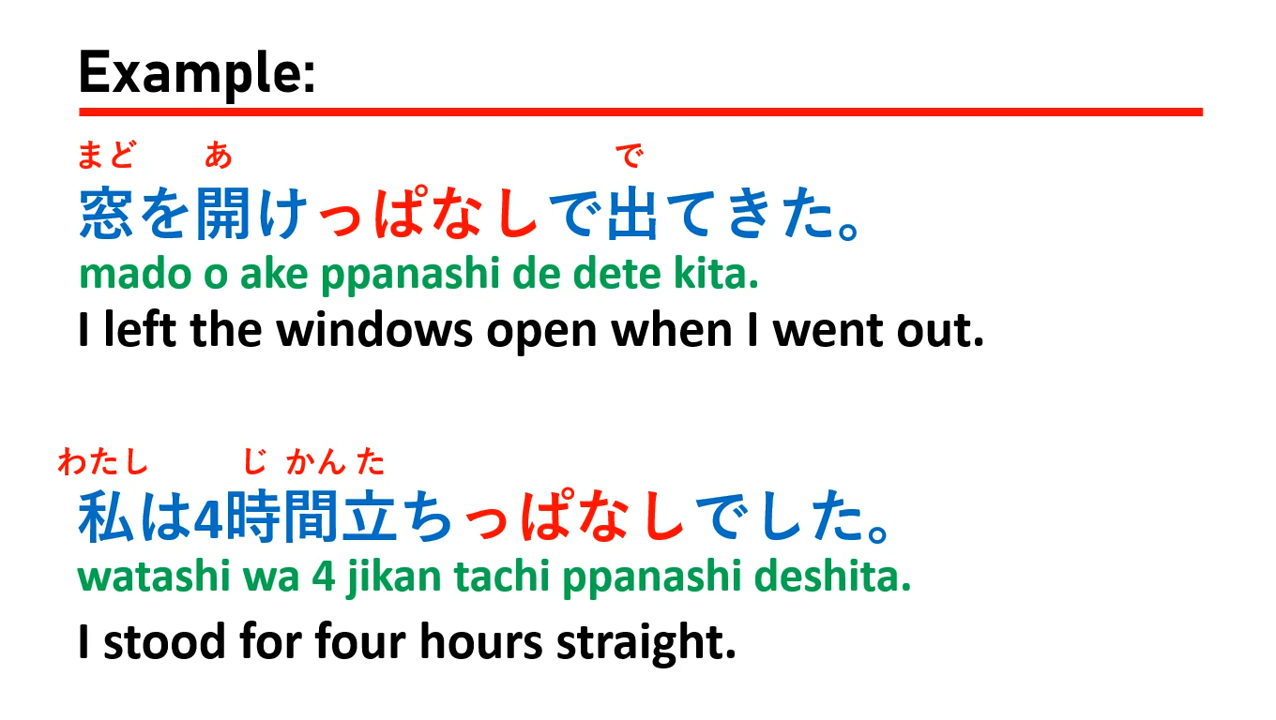 Example:
まど あ で
窓を開けっぱなしで出てきた。
mado o ake ppanashi de dete kita.
I left the windows open when I went out.
わたし じ かん た
私は4時間立ちっぱなしでした。
watashi wa 4 jikan tachi ppanashi deshita.
I stood for four hours straight.